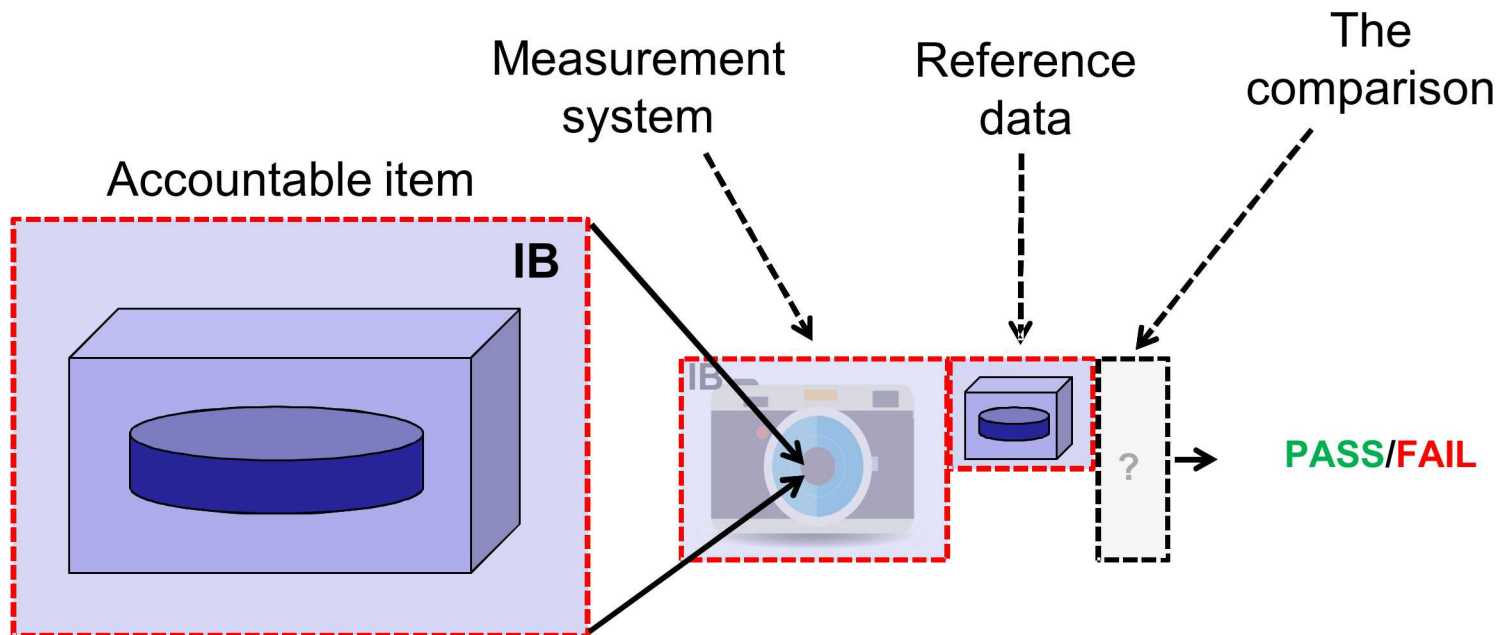 The
comparison
Measurement
system
Reference
data
Accountable item
IB
IB
?
PASS/FAIL